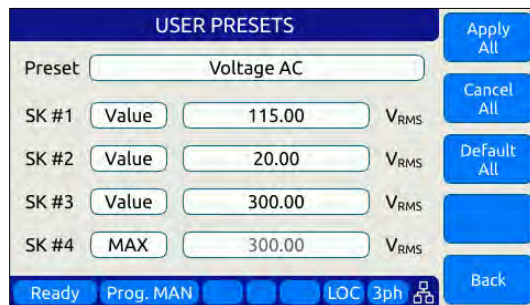 USER PRESETS
Preset Voltage AC
SK #1 Value 115.00 VRMS
SK #2 Value 20.00 VRMS
SK #3 Value 300.00 VRMS
SK #4 MAX 300.00 VRMS
Ready Prog. MAN LOC 3ph
Apply
All
Cancel
All
Default
All
Back